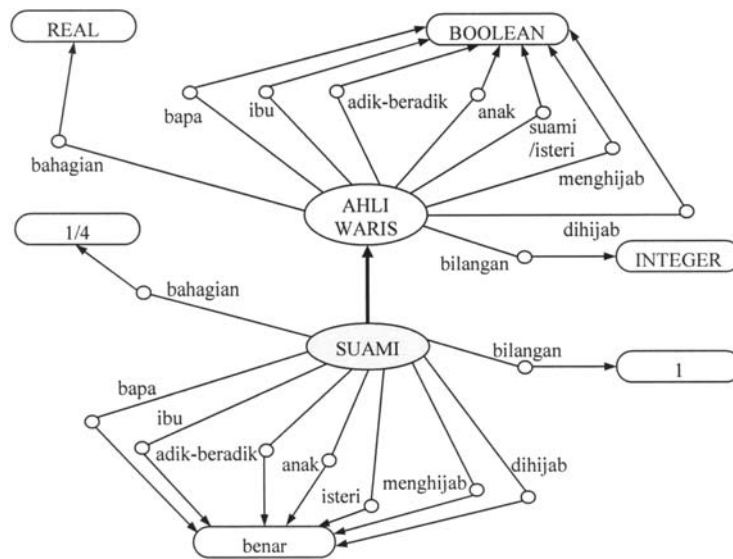 REAL
BOOLEAN
bapa
ibu
adik-beradik
anak
suami
/isteri
menghijab
bahagian
dihijab
AHLI
WARIS
1/4
bilangan
INTEGER
bahagian
SUAMI
bilangan
1
bapa
ibu
adik-beradik
anak
isteri
menghijab
dihijab
benar